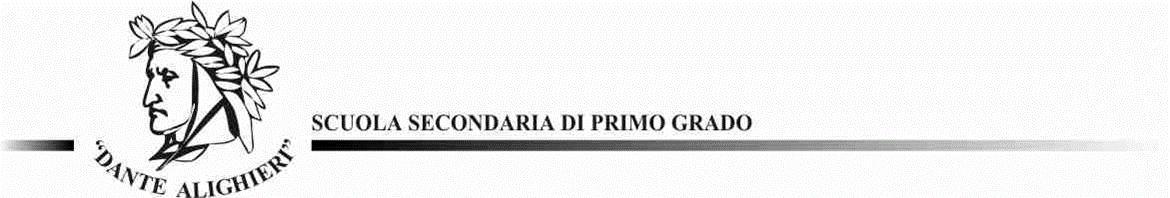 SCUOLA SECONDARIA DI PRIMO GRADO
“DANTE ALIGHIERI”